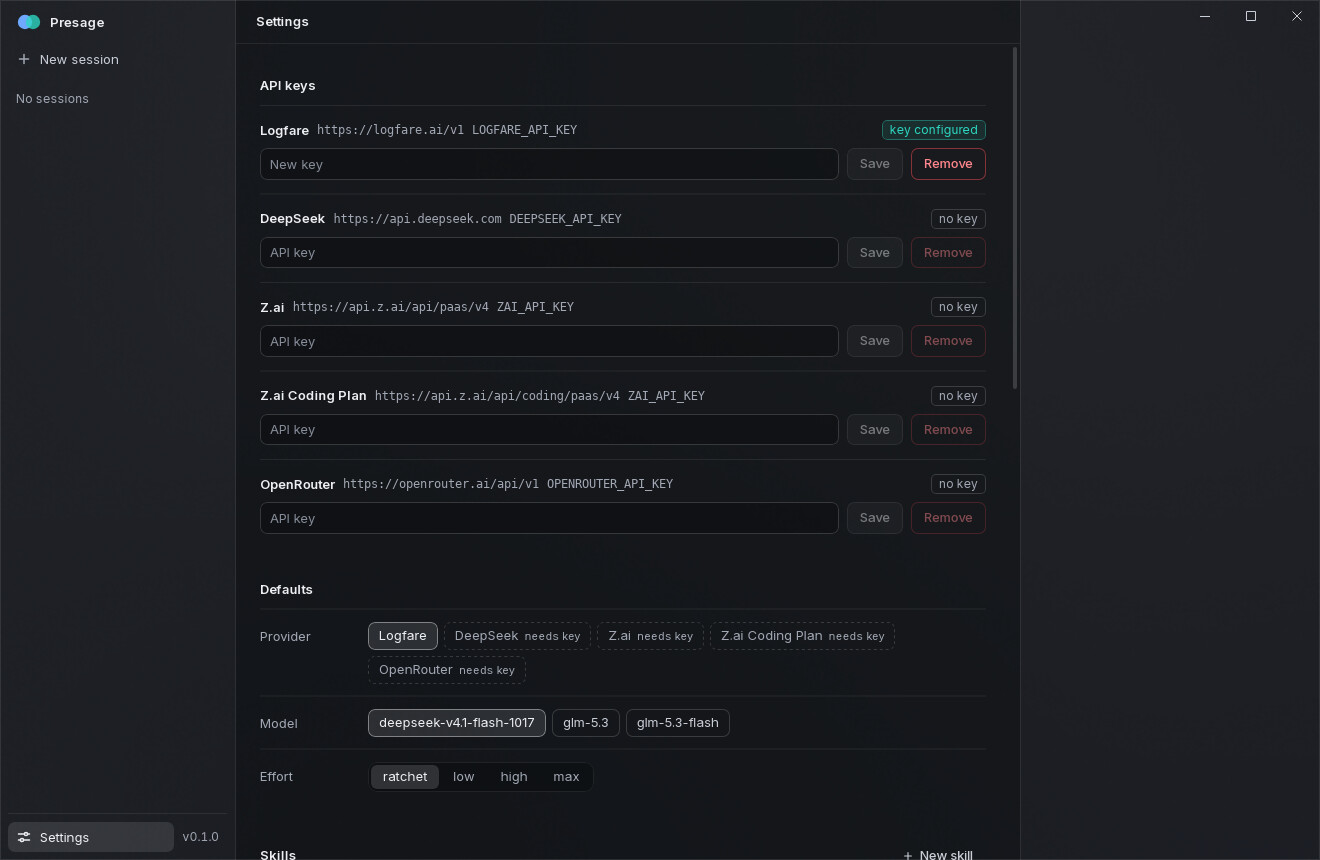 Presage
New session
No sessions
Settings
v0.1.0
Settings
API keys
Logfare https://logfare.ai/v1 LOGFARE_API_KEY key configured
New key Save Remove
DeepSeek https://api.deepseek.com DEEPSEEK_API_KEY no key
API key Save Remove
Z.ai https://api.z.ai/api/paas/v4 ZAI_API_KEY no key
API key Save Remove
Z.ai Coding Plan https://api.z.ai/api/coding/paas/v4 ZAI_API_KEY no key
API key Save Remove
OpenRouter https://openrouter.ai/api/v1 OPENROUTER_API_KEY no key
API key Save Remove
Defaults
Provider Logfare DeepSeek needs key Z.ai needs key Z.ai Coding Plan needs key
OpenRouter needs key
Model deepseek-v4.1-flash-1017 glm-5.3 glm-5.3-flash
Effort ratchet low high max
Skills + New skill